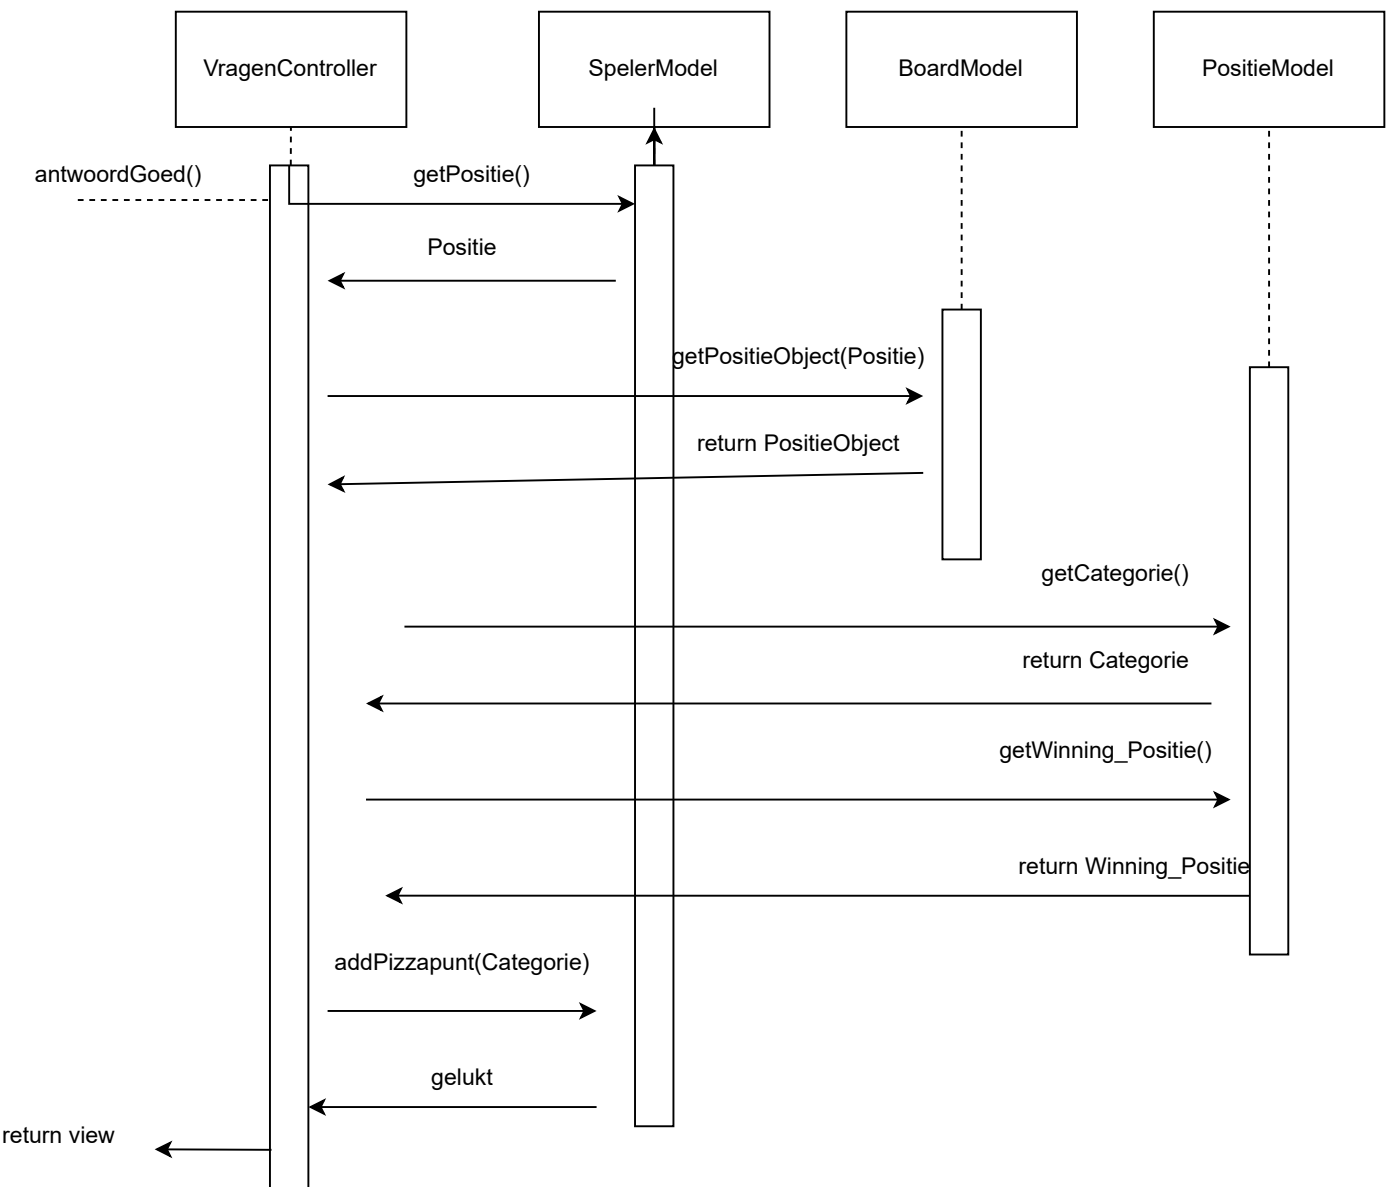 VragenController
SpelerModel
BoardModel
PositieModel
antwoordGoed()
getPositie()
Positie
getPositieObject(Positie)
return PositieObject
getCategorie()
return Categorie
getWinning_Positie()
return Winning_Positie
addPizzapunt(Categorie)
gelukt
return view